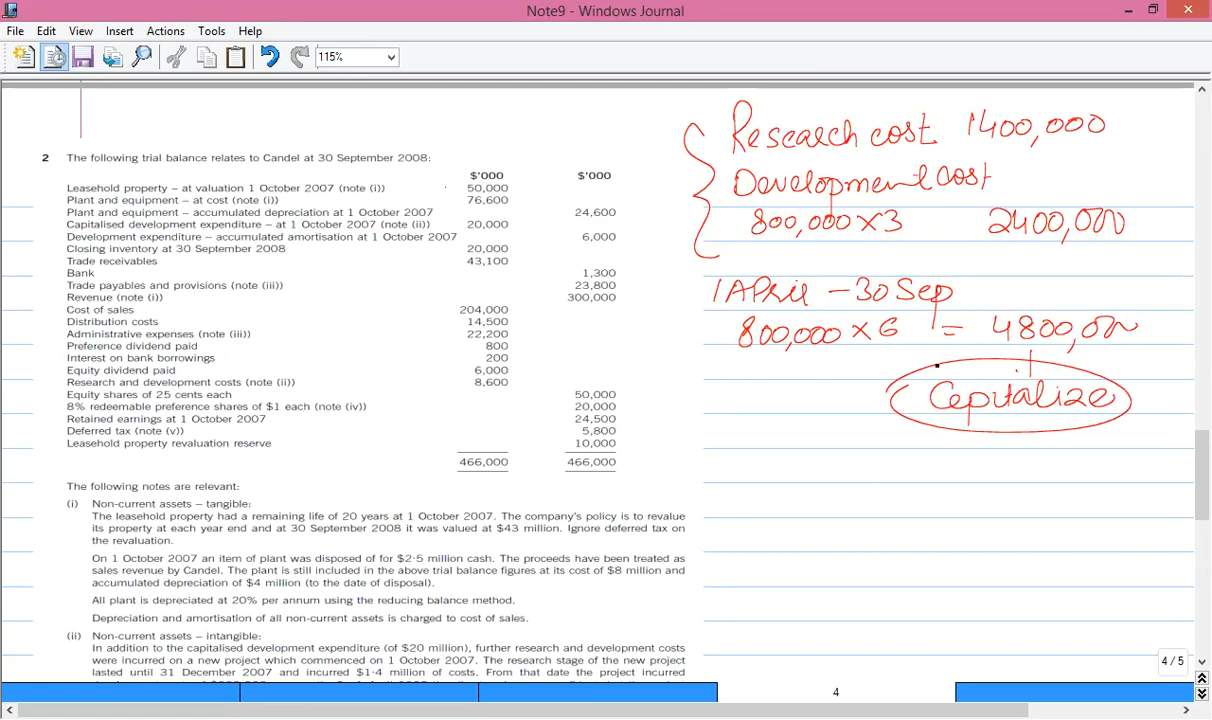 Note9 - Windows Journal
File Edit View Insert Actions Tools Help
115%
2 The following trial balance relates to Candel at 30 September 2008:
$'000 $'000
Leasehold property – at valuation 1 October 2007 (note (i)) 50,000
Plant and equipment – at cost (note (i)) 76,600
Plant and equipment – accumulated depreciation at 1 October 2007 24,600
Capitalised development expenditure – at 1 October 2007 (note (ii)) 20,000
Development expenditure – accumulated amortisation at 1 October 2007 6,000
Closing inventory at 30 September 2008 20,000
Trade receivables 43,100
Bank 1,300
Trade payables and provisions (note (iii)) 23,800
Revenue (note (i)) 300,000
Cost of sales 204,000
Distribution costs 14,500
Administrative expenses (note (iii)) 22,200
Preference dividend paid 800
Interest on bank borrowings 200
Equity dividend paid 6,000
Research and development costs (note (ii)) 8,600
Equity shares of 25 cents each 50,000
8% redeemable preference shares of $1 each (note (iv)) 20,000
Retained earnings at 1 October 2007 24,500
Deferred tax (note (v)) 5,800
Leasehold property revaluation reserve 10,000
466,000 466,000
The following notes are relevant:
(i) Non-current assets – tangible:
The leasehold property had a remaining life of 20 years at 1 October 2007. The company's policy is to revalue
its property at each year end and at 30 September 2008 it was valued at $43 million. Ignore deferred tax on
the revaluation.
On 1 October 2007 an item of plant was disposed of for $2·5 million cash. The proceeds have been treated as
sales revenue by Candel. The plant is still included in the above trial balance figures at its cost of $8 million and
accumulated depreciation of $4 million (to the date of disposal).
All plant is depreciated at 20% per annum using the reducing balance method.
Depreciation and amortisation of all non-current assets is charged to cost of sales.
(ii) Non-current assets – intangible:
In addition to the capitalised development expenditure (of $20 million), further research and development costs
were incurred on a new project which commenced on 1 October 2007. The research stage of the new project
lasted until 31 December 2007 and incurred $1·4 million of costs. From that date the project incurred
Research cost 1400,000
Development cost
800,000 × 3 2400,000
1 April – 30 Sep
800,000 × 6 = 4800,000
Cepitalize
4 / 5
4